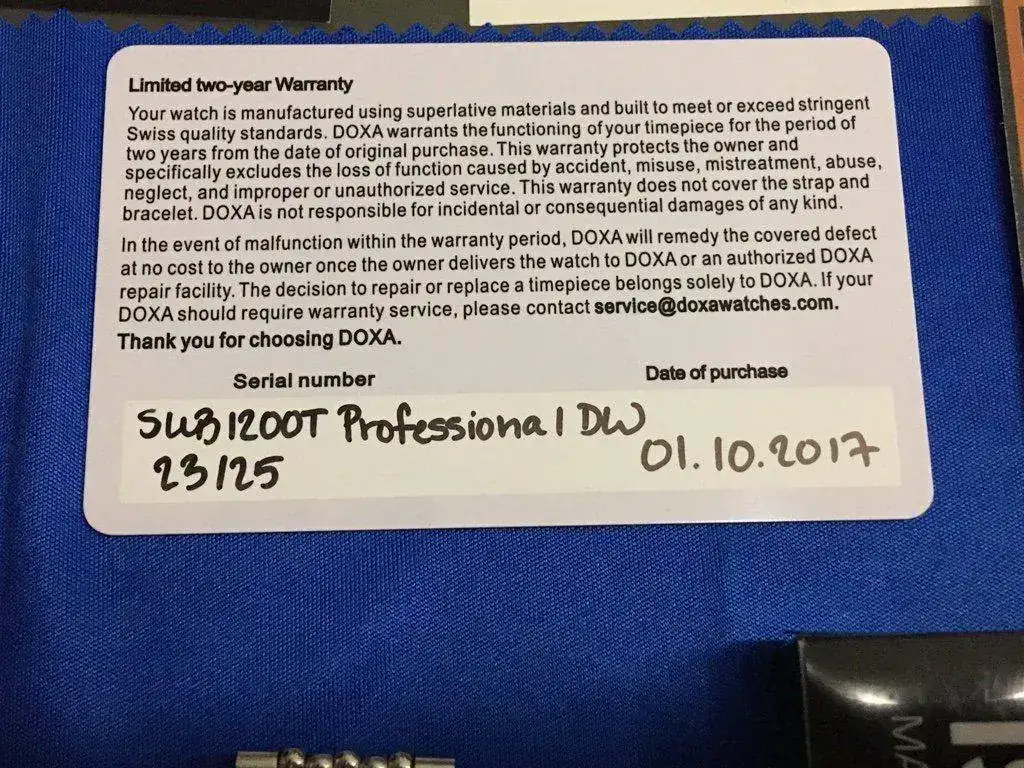 Limited two-year Warranty
Your watch is manufactured using superlative materials and built to meet or exceed stringent
Swiss quality standards. DOXA warrants the functioning of your timepiece for the period of
two years from the date of original purchase. This warranty protects the owner and
specifically excludes the loss of function caused by accident, misuse, mistreatment, abuse,
neglect, and improper or unauthorized service. This warranty does not cover the strap and
bracelet. DOXA is not responsible for incidental or consequential damages of any kind.
In the event of malfunction within the warranty period, DOXA will remedy the covered defect
at no cost to the owner once the owner delivers the watch to DOXA or an authorized DOXA
repair facility. The decision to repair or replace a timepiece belongs solely to DOXA. If your
DOXA should require warranty service, please contact service@doxawatches.com.
Thank you for choosing DOXA.
Serial number Date of purchase
SUB1200T Professional DW
23/25 01.10.2017
MA